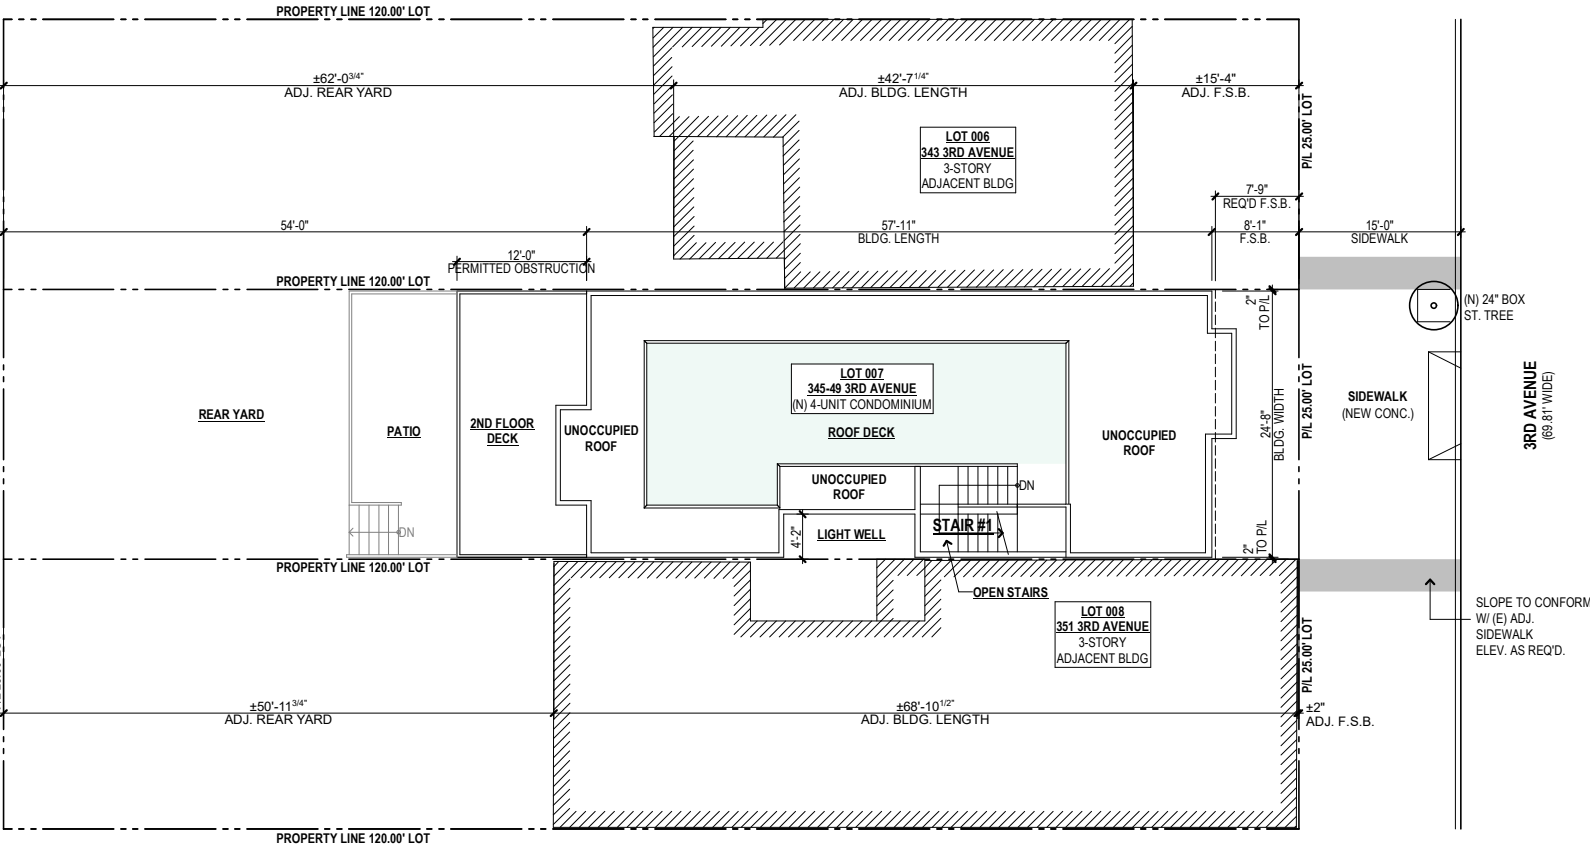 PROPERTY LINE 120.00' LOT
±62'-0 3/4"
ADJ. REAR YARD
±42'-7 1/4"
ADJ. BLDG. LENGTH
±15'-4"
ADJ. F.S.B.
P/L 25.00' LOT
LOT 006
343 3RD AVENUE
3-STORY
ADJACENT BLDG
7'-9"
REQ'D F.S.B.
54'-0"
57'-11"
BLDG. LENGTH
8'-1"
F.S.B.
15'-0"
SIDEWALK
12'-0"
PERMITTED OBSTRUCTION
PROPERTY LINE 120.00' LOT
2"
TO P/L
(N) 24" BOX
ST. TREE
LOT 007
345-49 3RD AVENUE
(N) 4-UNIT CONDOMINIUM
ROOF DECK
REAR YARD
PATIO
2ND FLOOR
DECK
UNOCCUPIED
ROOF
UNOCCUPIED
ROOF
24'-8"
BLDG. WIDTH
P/L 25.00' LOT
SIDEWALK
(NEW CONC.)
3RD AVENUE
(69.81' WIDE)
UNOCCUPIED
ROOF
DN
DN
4'-2"
LIGHT WELL
STAIR #1
2"
TO P/L
PROPERTY LINE 120.00' LOT
OPEN STAIRS
LOT 008
351 3RD AVENUE
3-STORY
ADJACENT BLDG
SLOPE TO CONFORM
W/ (E) ADJ.
SIDEWALK
ELEV. AS REQ'D.
P/L 25.00' LOT
±50'-11 3/4"
ADJ. REAR YARD
±68'-10 1/2"
ADJ. BLDG. LENGTH
±2"
ADJ. F.S.B.
PROPERTY LINE 120.00' LOT